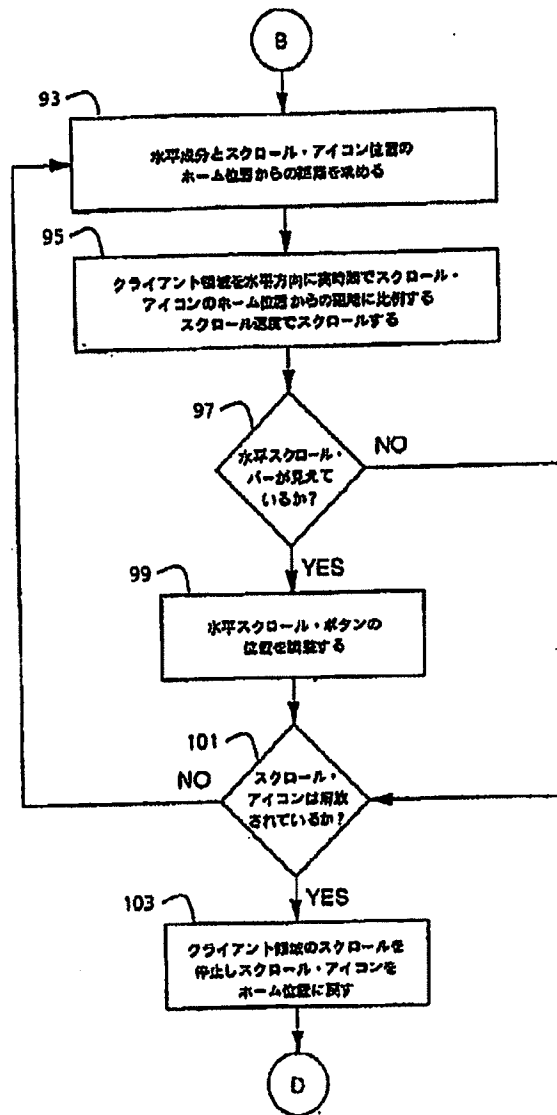 B
93
水平成分とスクロール・アイコン位置の
ホーム位置からの距離を求める
95
クライアント領域を水平方向に実時間でスクロール・
アイコンのホーム位置からの距離に比例する
スクロール速度でスクロールする
97
水平スクロール・
バーが見えて
いるか?
NO
YES
99
水平スクロール・ボタンの
位置を調整する
101
スクロール・
アイコンは解放
されているか?
NO
YES
103
クライアント領域のスクロールを
停止しスクロール・アイコンを
ホーム位置に戻す
D